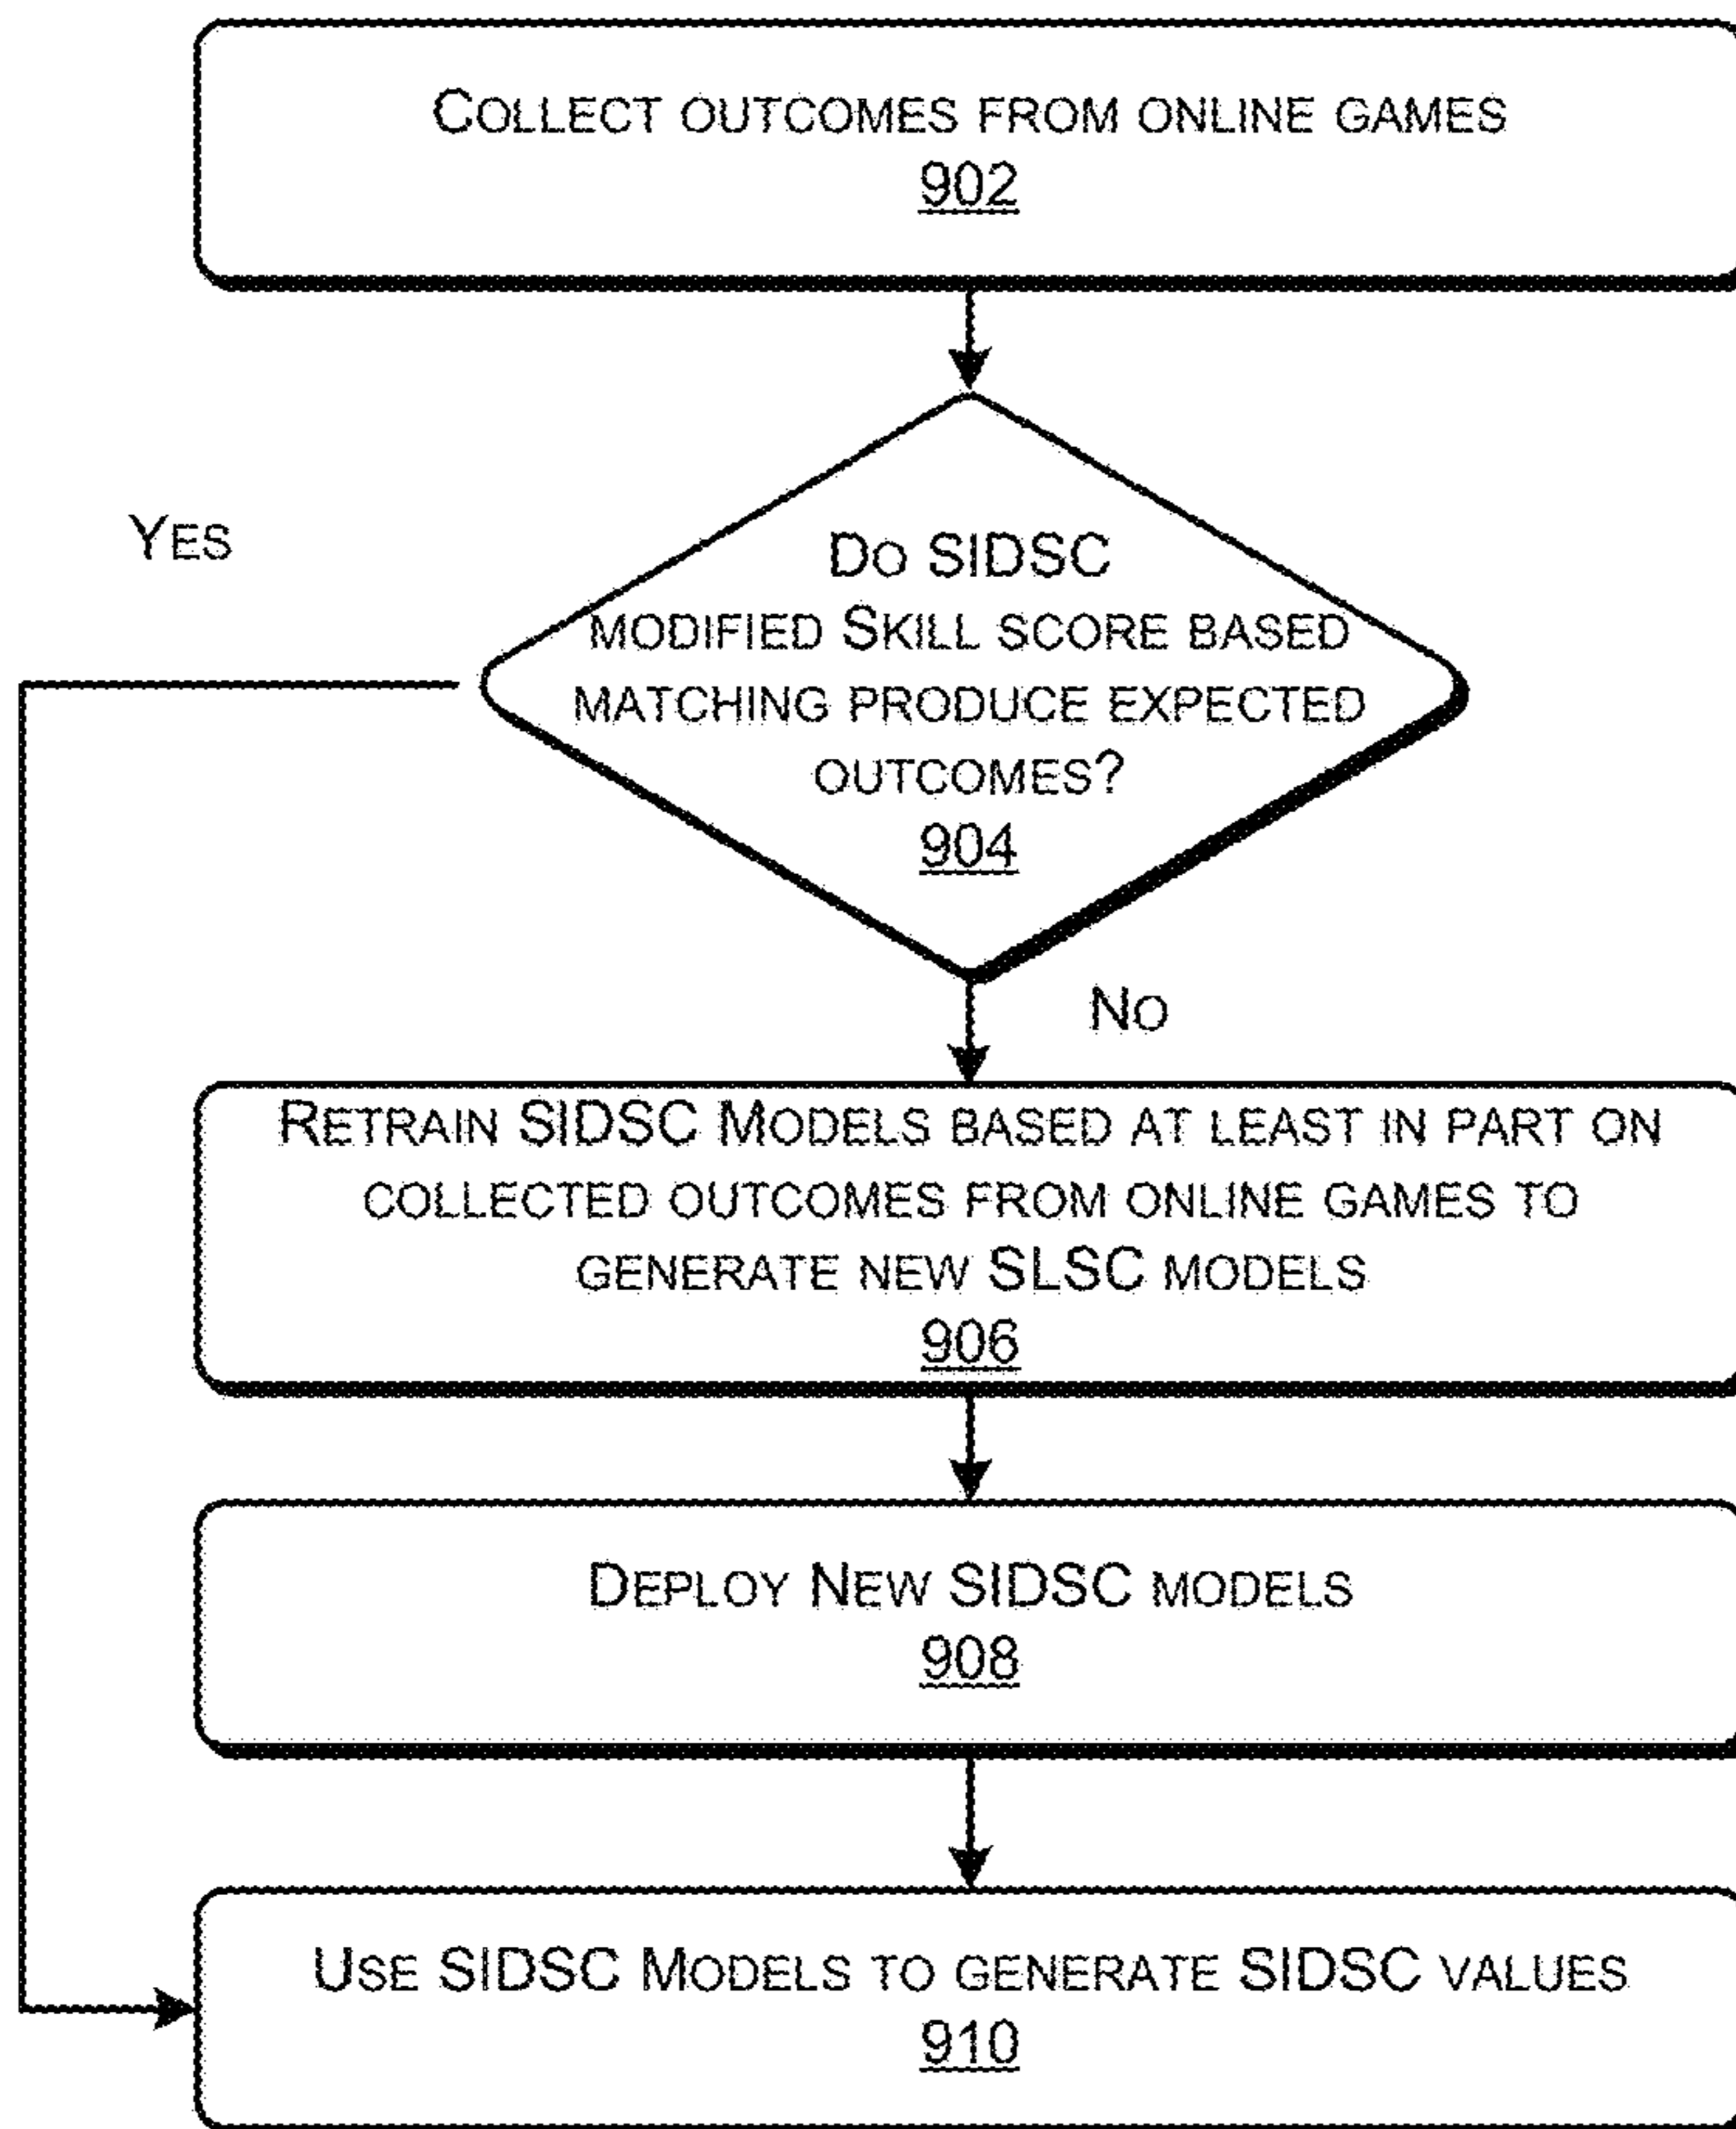 COLLECT OUTCOMES FROM ONLINE GAMES
902
YES
DO SIDSC
MODIFIED SKILL SCORE BASED
MATCHING PRODUCE EXPECTED
OUTCOMES?
904
NO
RETRAIN SIDSC MODELS BASED AT LEAST IN PART ON
COLLECTED OUTCOMES FROM ONLINE GAMES TO
GENERATE NEW SLSC MODELS
906
DEPLOY NEW SIDSC MODELS
908
USE SIDSC MODELS TO GENERATE SIDSC VALUES
910